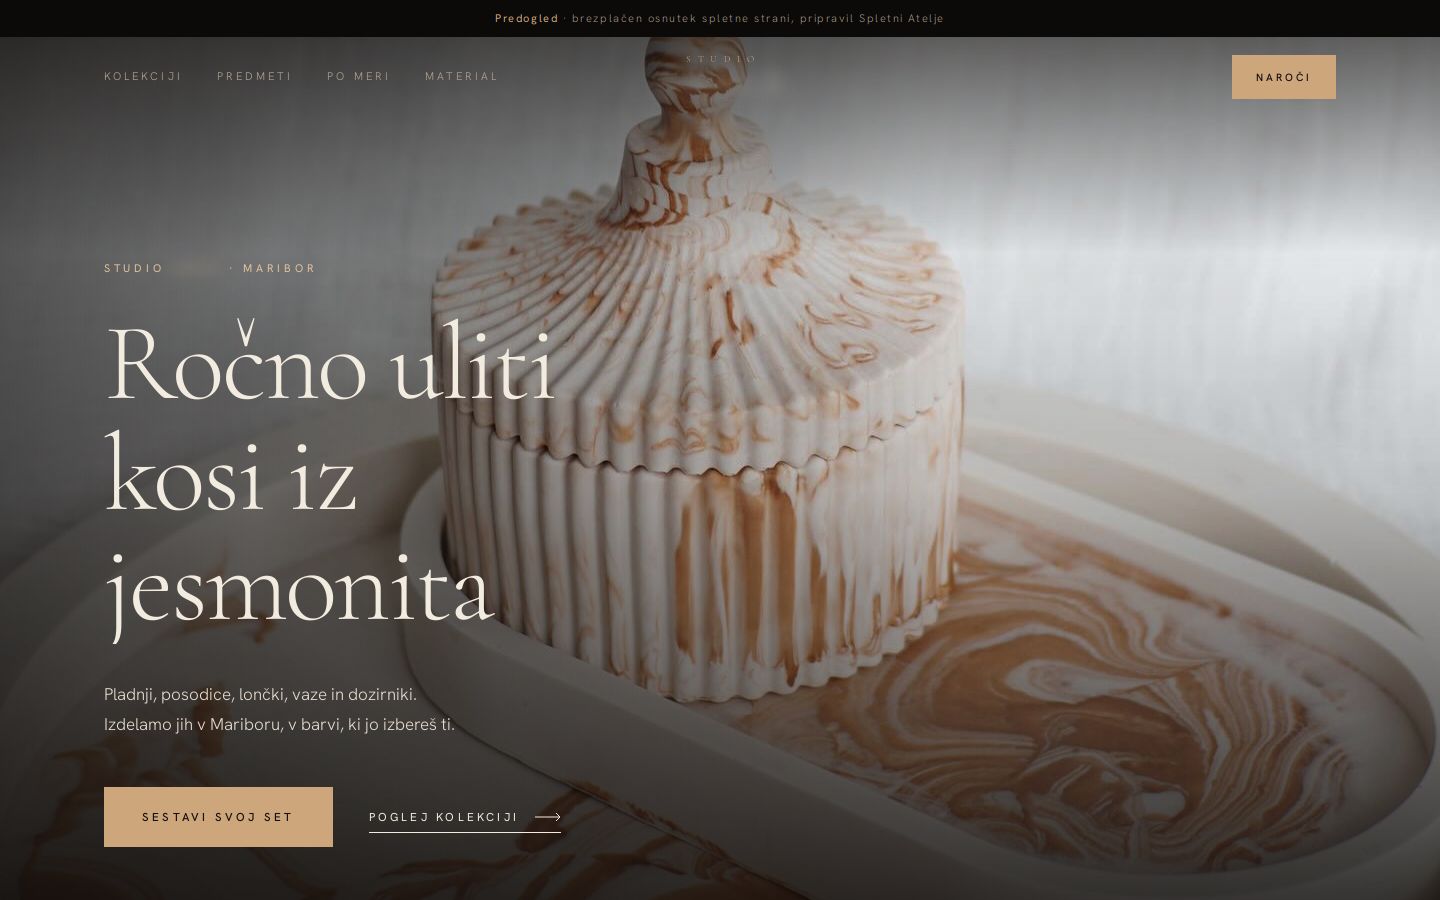 Predogled · brezplačen osnutek spletne strani, pripravil Spletni Atelje
KOLEKCIJI PREDMETI PO MERI MATERIAL
STUDIO
NAROČI
STUDIO · MARIBOR
Ročno uliti
kosi iz
jesmonita
Pladnji, posodice, lončki, vaze in dozirniki.
Izdelamo jih v Mariboru, v barvi, ki jo izbereš ti.
SESTAVI SVOJ SET
POGLEJ KOLEKCIJI